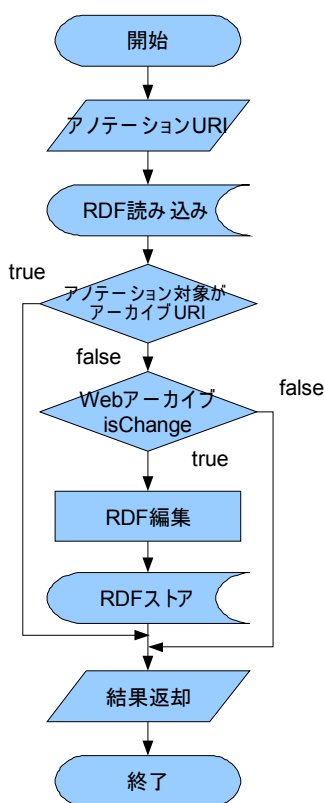 開始
アノテーションURI
RDF読み込み
true
アノテーション対象が
アーカイブURI
false
false
Webアーカイブ
isChange
true
RDF編集
RDFストア
結果返却
終了